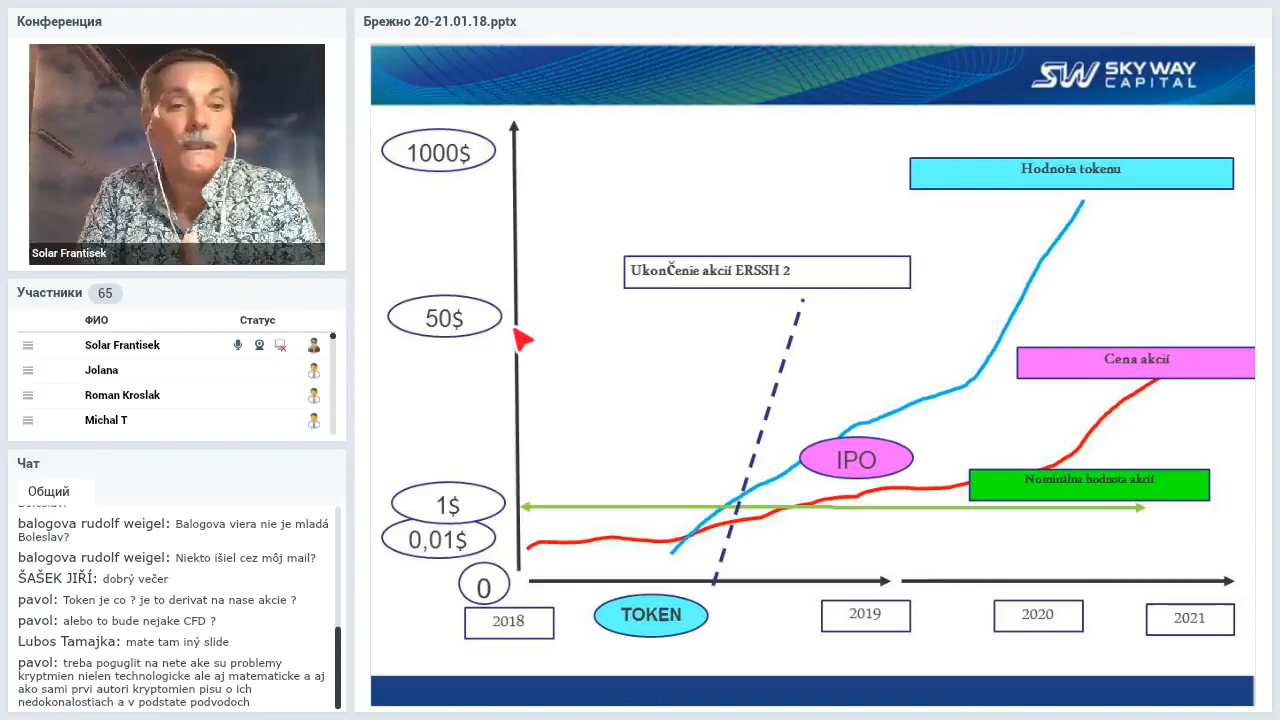 Конференция
Solar Frantisek
Участники 65
ФИО Статус
Solar Frantisek
Jolana
Roman Kroslak
Michal T
Чат
Общий
Boleslav?
balogova rudolf weigel: Balogova viera nie je mladá
Boleslav?
balogova rudolf weigel: Niekto išiel cez môj mail?
ŠAŠEK JIŘÍ: dobrý večer
pavol: Token je co ? je to derivat na nase akcie ?
pavol: alebo to bude nejake CFD ?
Lubos Tamajka: mate tam iný slide
pavol: treba poguglit na nete ake su problemy
kryptmien nielen technologicke ale aj matematicke a aj
ako sami prvi autori kryptomien pisu o ich
nedokonalostiach a v podstate podvodoch
Брежно 20-21.01.18.pptx
SW SKY WAY
CAPITAL
1000$
Hodnota tokenu
UkonČenie akcií ERSSH 2
50$
Cena akcií
IPO
Nominálna hodnota akcií
1$
0,01$
0
2018
TOKEN
2019
2020
2021